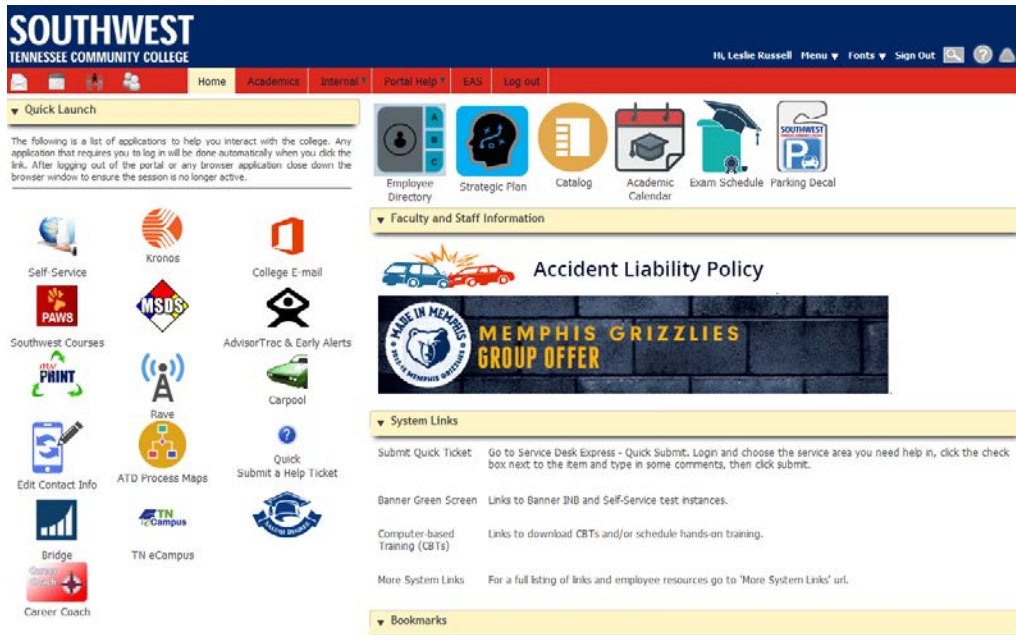 SOUTHWEST
TENNESSEE COMMUNITY COLLEGE
Hi, Leslie Russell Menu Fonts Sign Out
Home Academics Internal Portal Help EAS Log out
Quick Launch
The following is a list of applications to help you interact with the college. Any
application that requires you to log in will be done automatically when you click the
link. After logging out of the portal or any browser application close down the
browser window to ensure the session is no longer active.
Self-Service
Kronos
College E-mail
PAWS
MSDS
Southwest Courses
AdvisorTrac & Early Alerts
my
PRINT
Rave
Carpool
Edit Contact Info
ATD Process Maps
Quick
Submit a Help Ticket
Bridge
TN
eCampus
TN eCampus
Career
Coach
Career Coach
A
B
C
Employee
Directory
Strategic Plan
Catalog
Academic
Calendar
Exam Schedule
SOUTHWEST
P
Parking Decal
Faculty and Staff Information
Accident Liability Policy
MADE IN MEMPHIS
MEMPHIS GRIZZLIES
GROUP OFFER
System Links
Submit Quick Ticket Go to Service Desk Express - Quick Submit. Login and choose the service area you need help in, click the check
box next to the item and type in some comments, then click submit.
Banner Green Screen Links to Banner INB and Self-Service test instances.
Computer-based Links to download CBTs and/or schedule hands-on training.
Training (CBTs)
More System Links For a full listing of links and employee resources go to 'More System Links' url.
Bookmarks